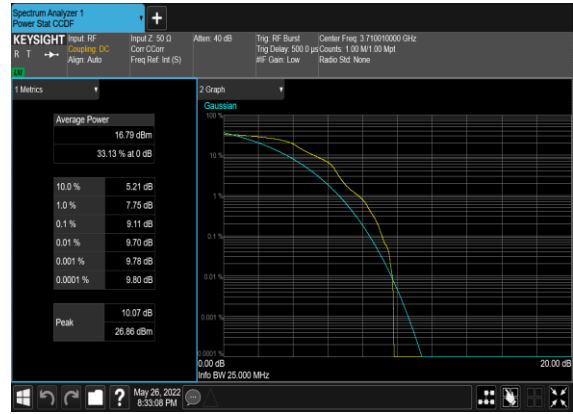 Spectrum Analyzer 1
Power Stat CCDF
KEYSIGHT
R T
LXI
Input: RF
Coupling: DC
Align: Auto
Input Z: 50 Ω
Corr CCorr
Freq Ref: Int (S)
Atten: 40 dB
Trig: RF Burst
Trig Delay: 500.0 µs
#IF Gain: Low
Center Freq: 3.710010000 GHz
Counts: 1.00 M/1.00 Mpt
Radio Std: None
1 Metrics
Average Power
16.79 dBm
33.13 % at 0 dB
10.0 % 5.21 dB
1.0 % 7.75 dB
0.1 % 9.11 dB
0.01 % 9.70 dB
0.001 % 9.78 dB
0.0001 % 9.80 dB
Peak
10.07 dB
26.86 dBm
2 Graph
Gaussian
100 %
10 %
1 %
0.1 %
0.01 %
0.001 %
0.0001 %
0.00 dB 20.00 dB
Info BW 25.000 MHz
?
May 26, 2022
8:33:08 PM